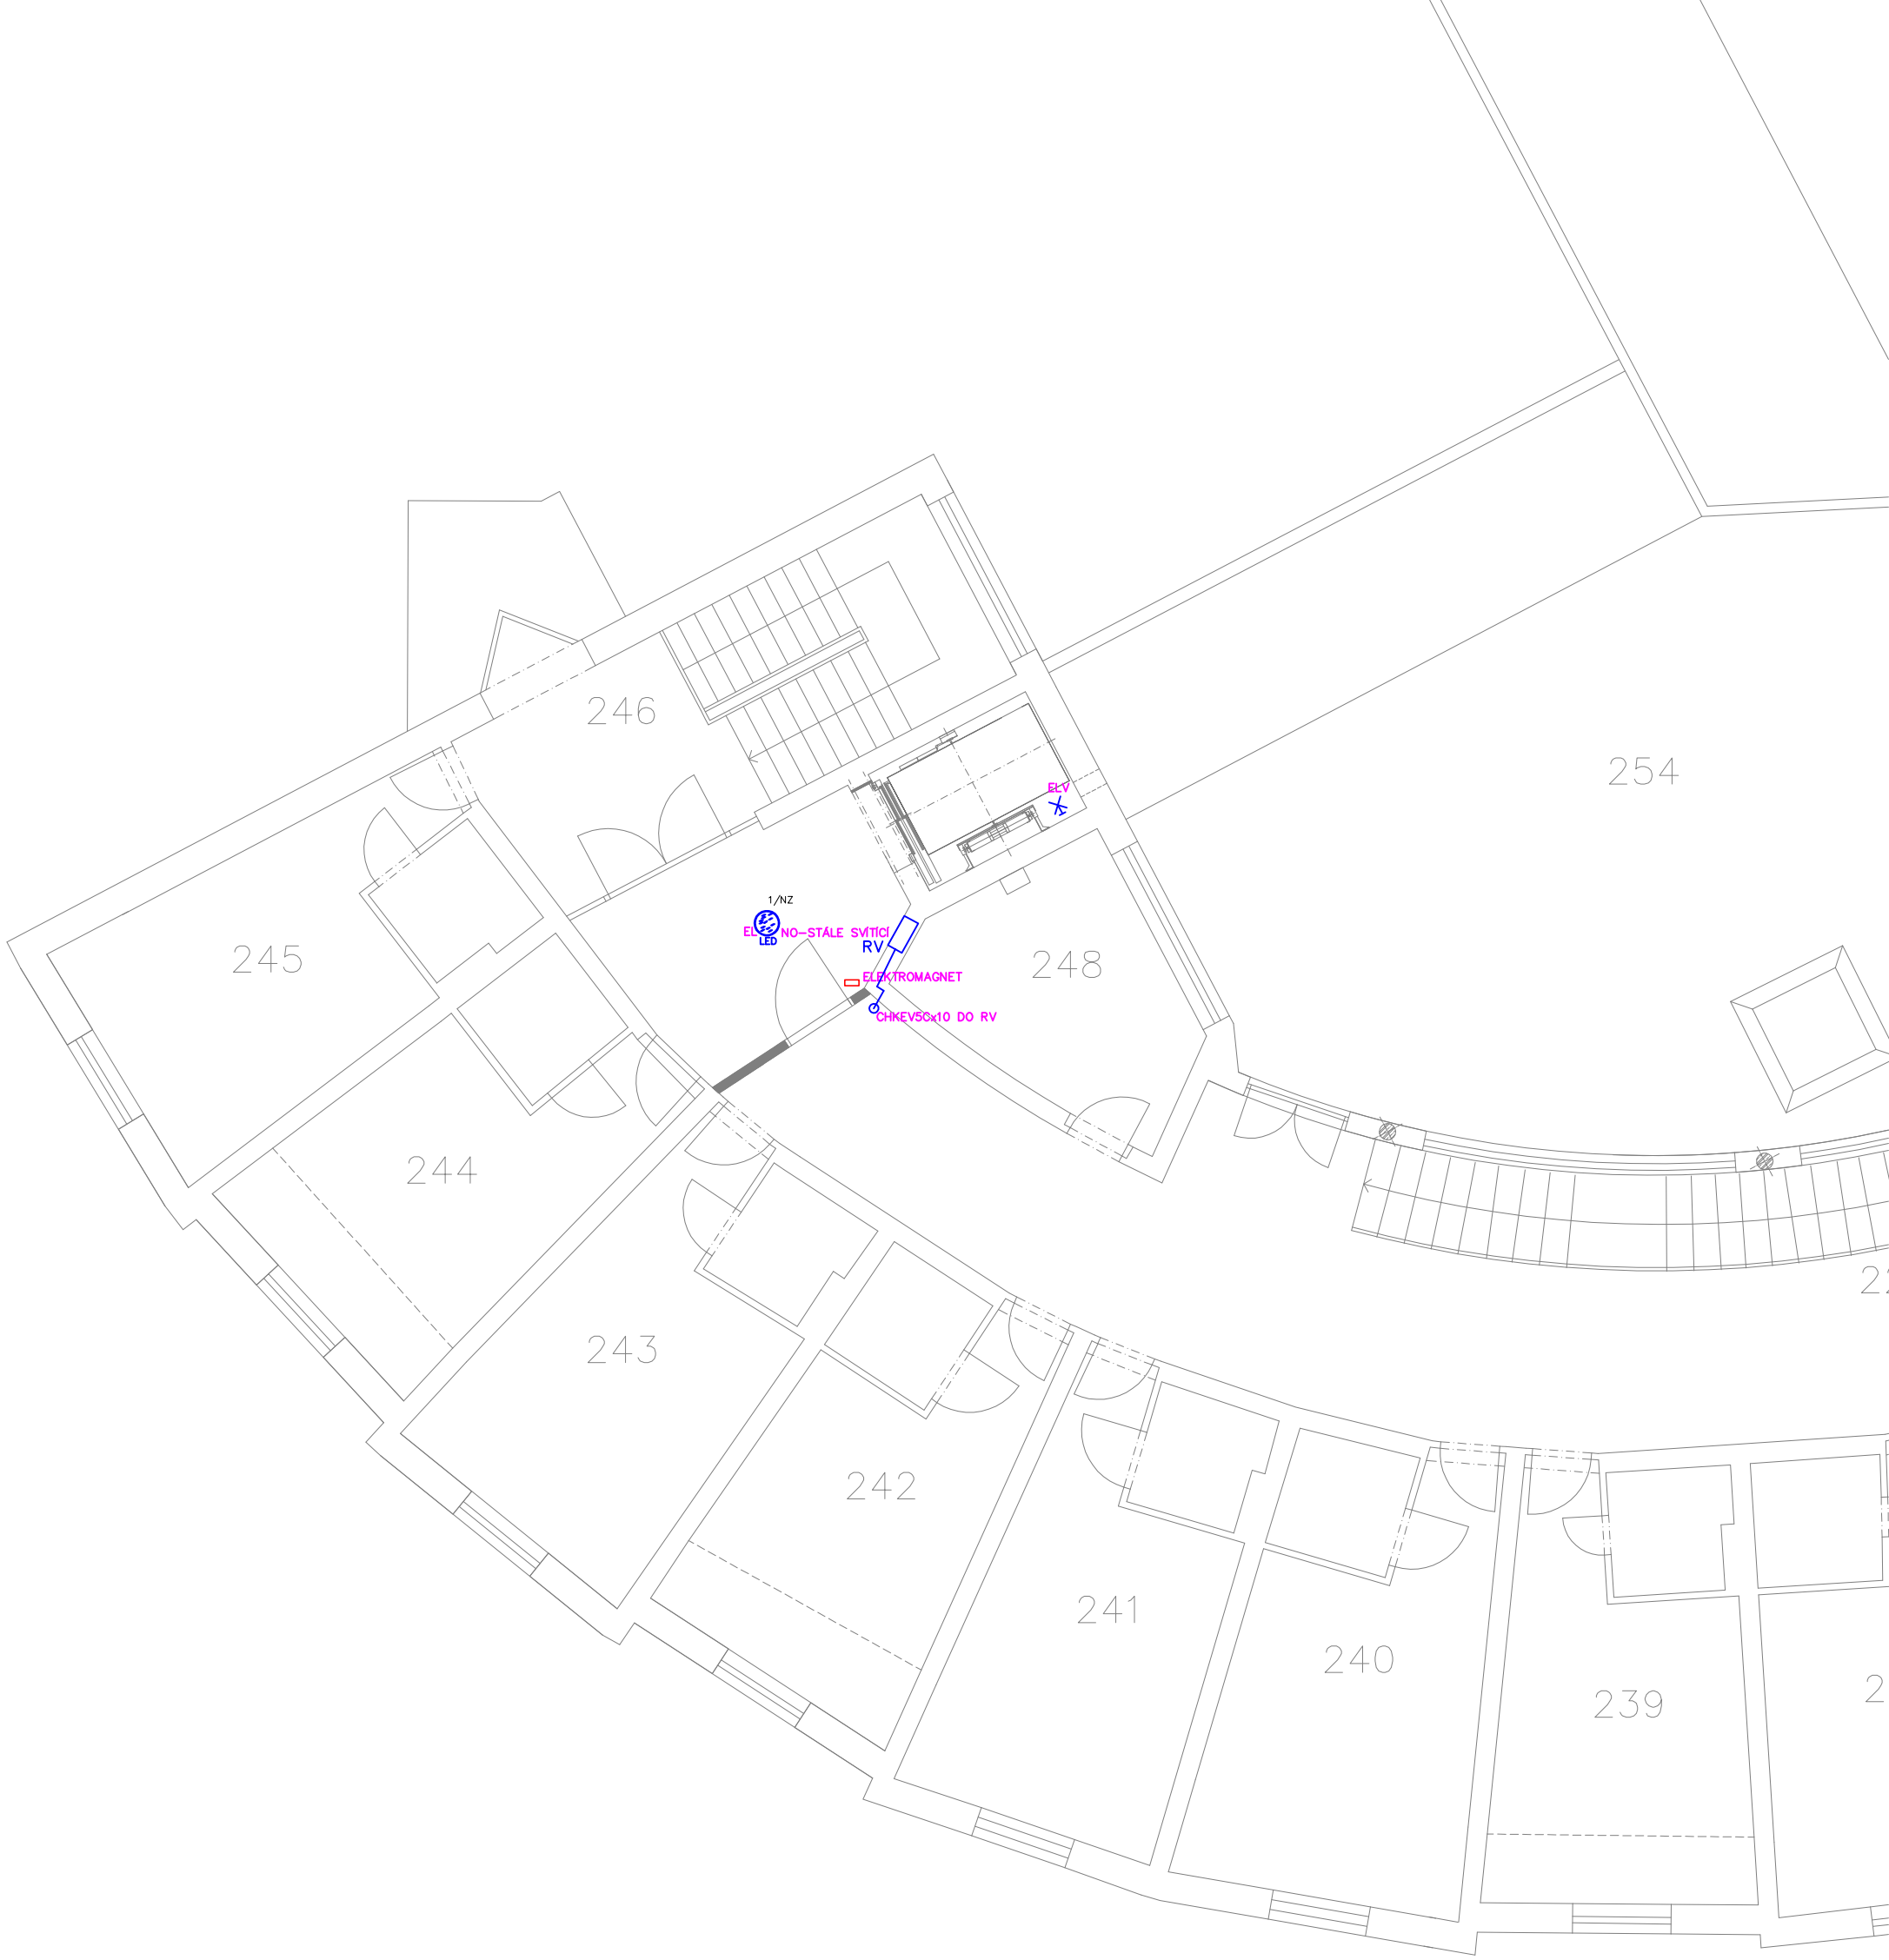 246
254
ELV
1/NZ
EL
NO-STÁLE SVÍTÍCÍ
LED
RV
245
248
ELEKTROMAGNET
CHKEV5Cx10 DO RV
244
243
242
241
240
239